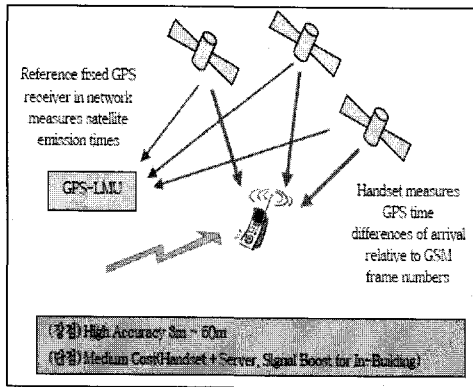 Reference fixed GPS
receiver in network
measures satellite
emission times
GPS-LMU
Handset measures
GPS time
differences of arrival
relative to GSM
frame numbers
(장점) High Accuracy 8m ~ 60m
(단점) Medium Cost(Handset + Server, Signal Boost for In-Building)